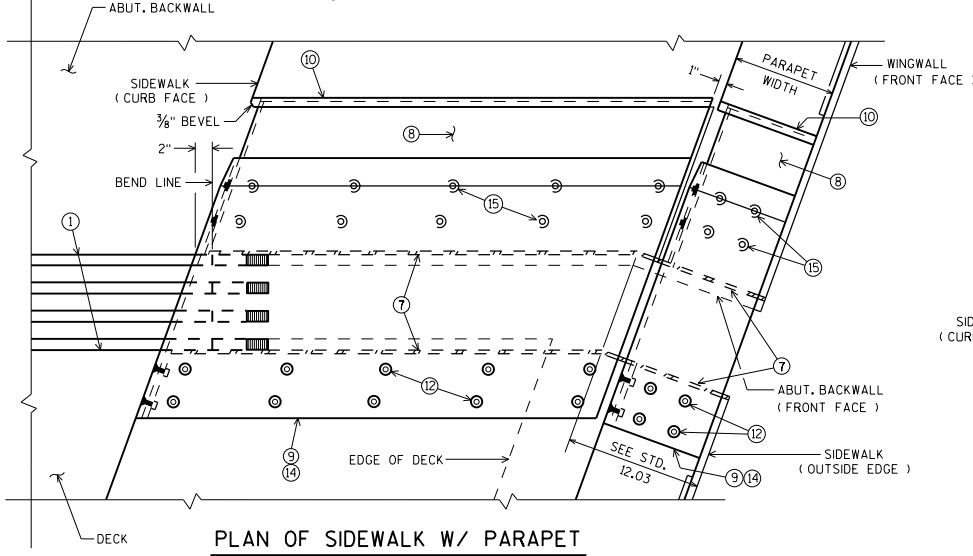 ABUT. BACKWALL
SIDEWALK
( CURB FACE )
3/8" BEVEL
2"
BEND LINE
1
10
8
15
7
12
9
14
EDGE OF DECK
DECK
1"
PARAPET
WIDTH
WINGWALL
( FRONT FACE )
10
8
15
7
ABUT. BACKWALL
( FRONT FACE )
12
SIDEWALK
( OUTSIDE EDGE )
9 14
SEE STD.
12.03
SID
( CUR
PLAN OF SIDEWALK W/ PARAPET